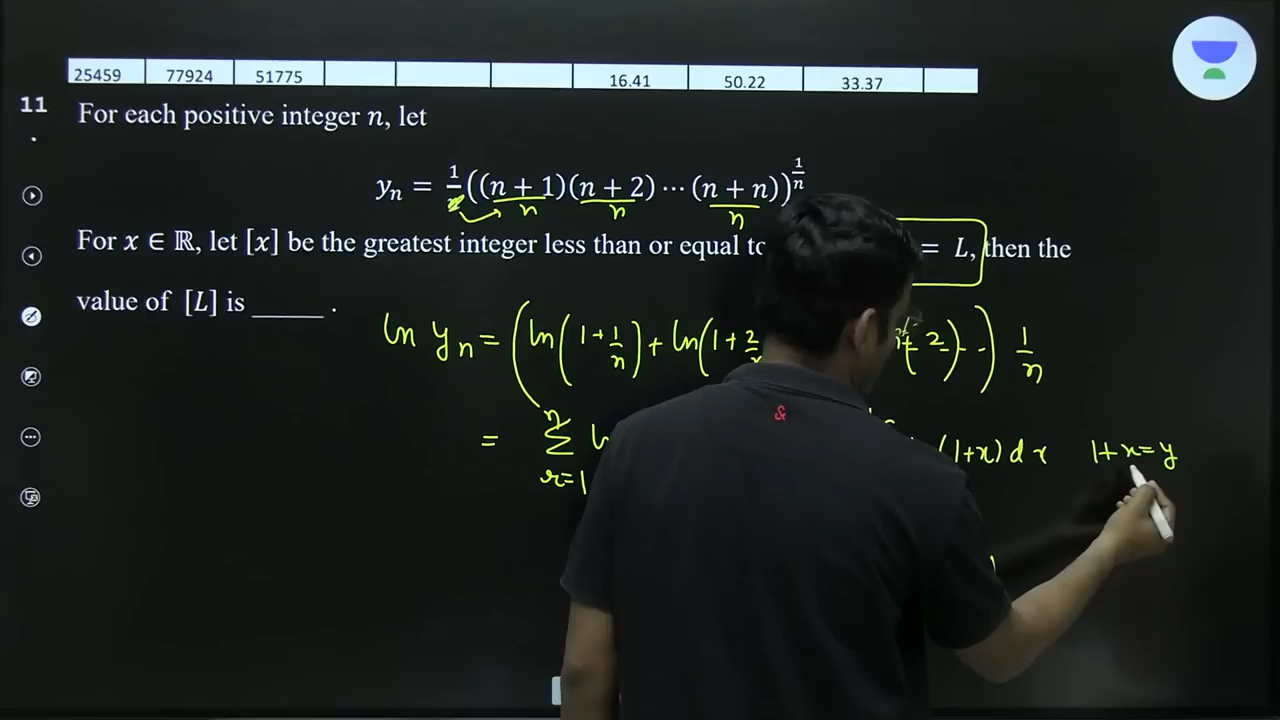 25459 77924 51775 16.41 50.22 33.37
11
.
For each positive integer n, let
yₙ = 1/n ((n + 1)(n + 2) ⋯ (n + n))^(1/n)
n n n
For x ∈ ℝ, let [x] be the greatest integer less than or equal to = L, then the
value of [L] is _____ .
ln yₙ = (ln(1+1/n) + ln(1+2/ 2) - -) 1/n
= n Σ r=1 (1+x) dx 1+x=y